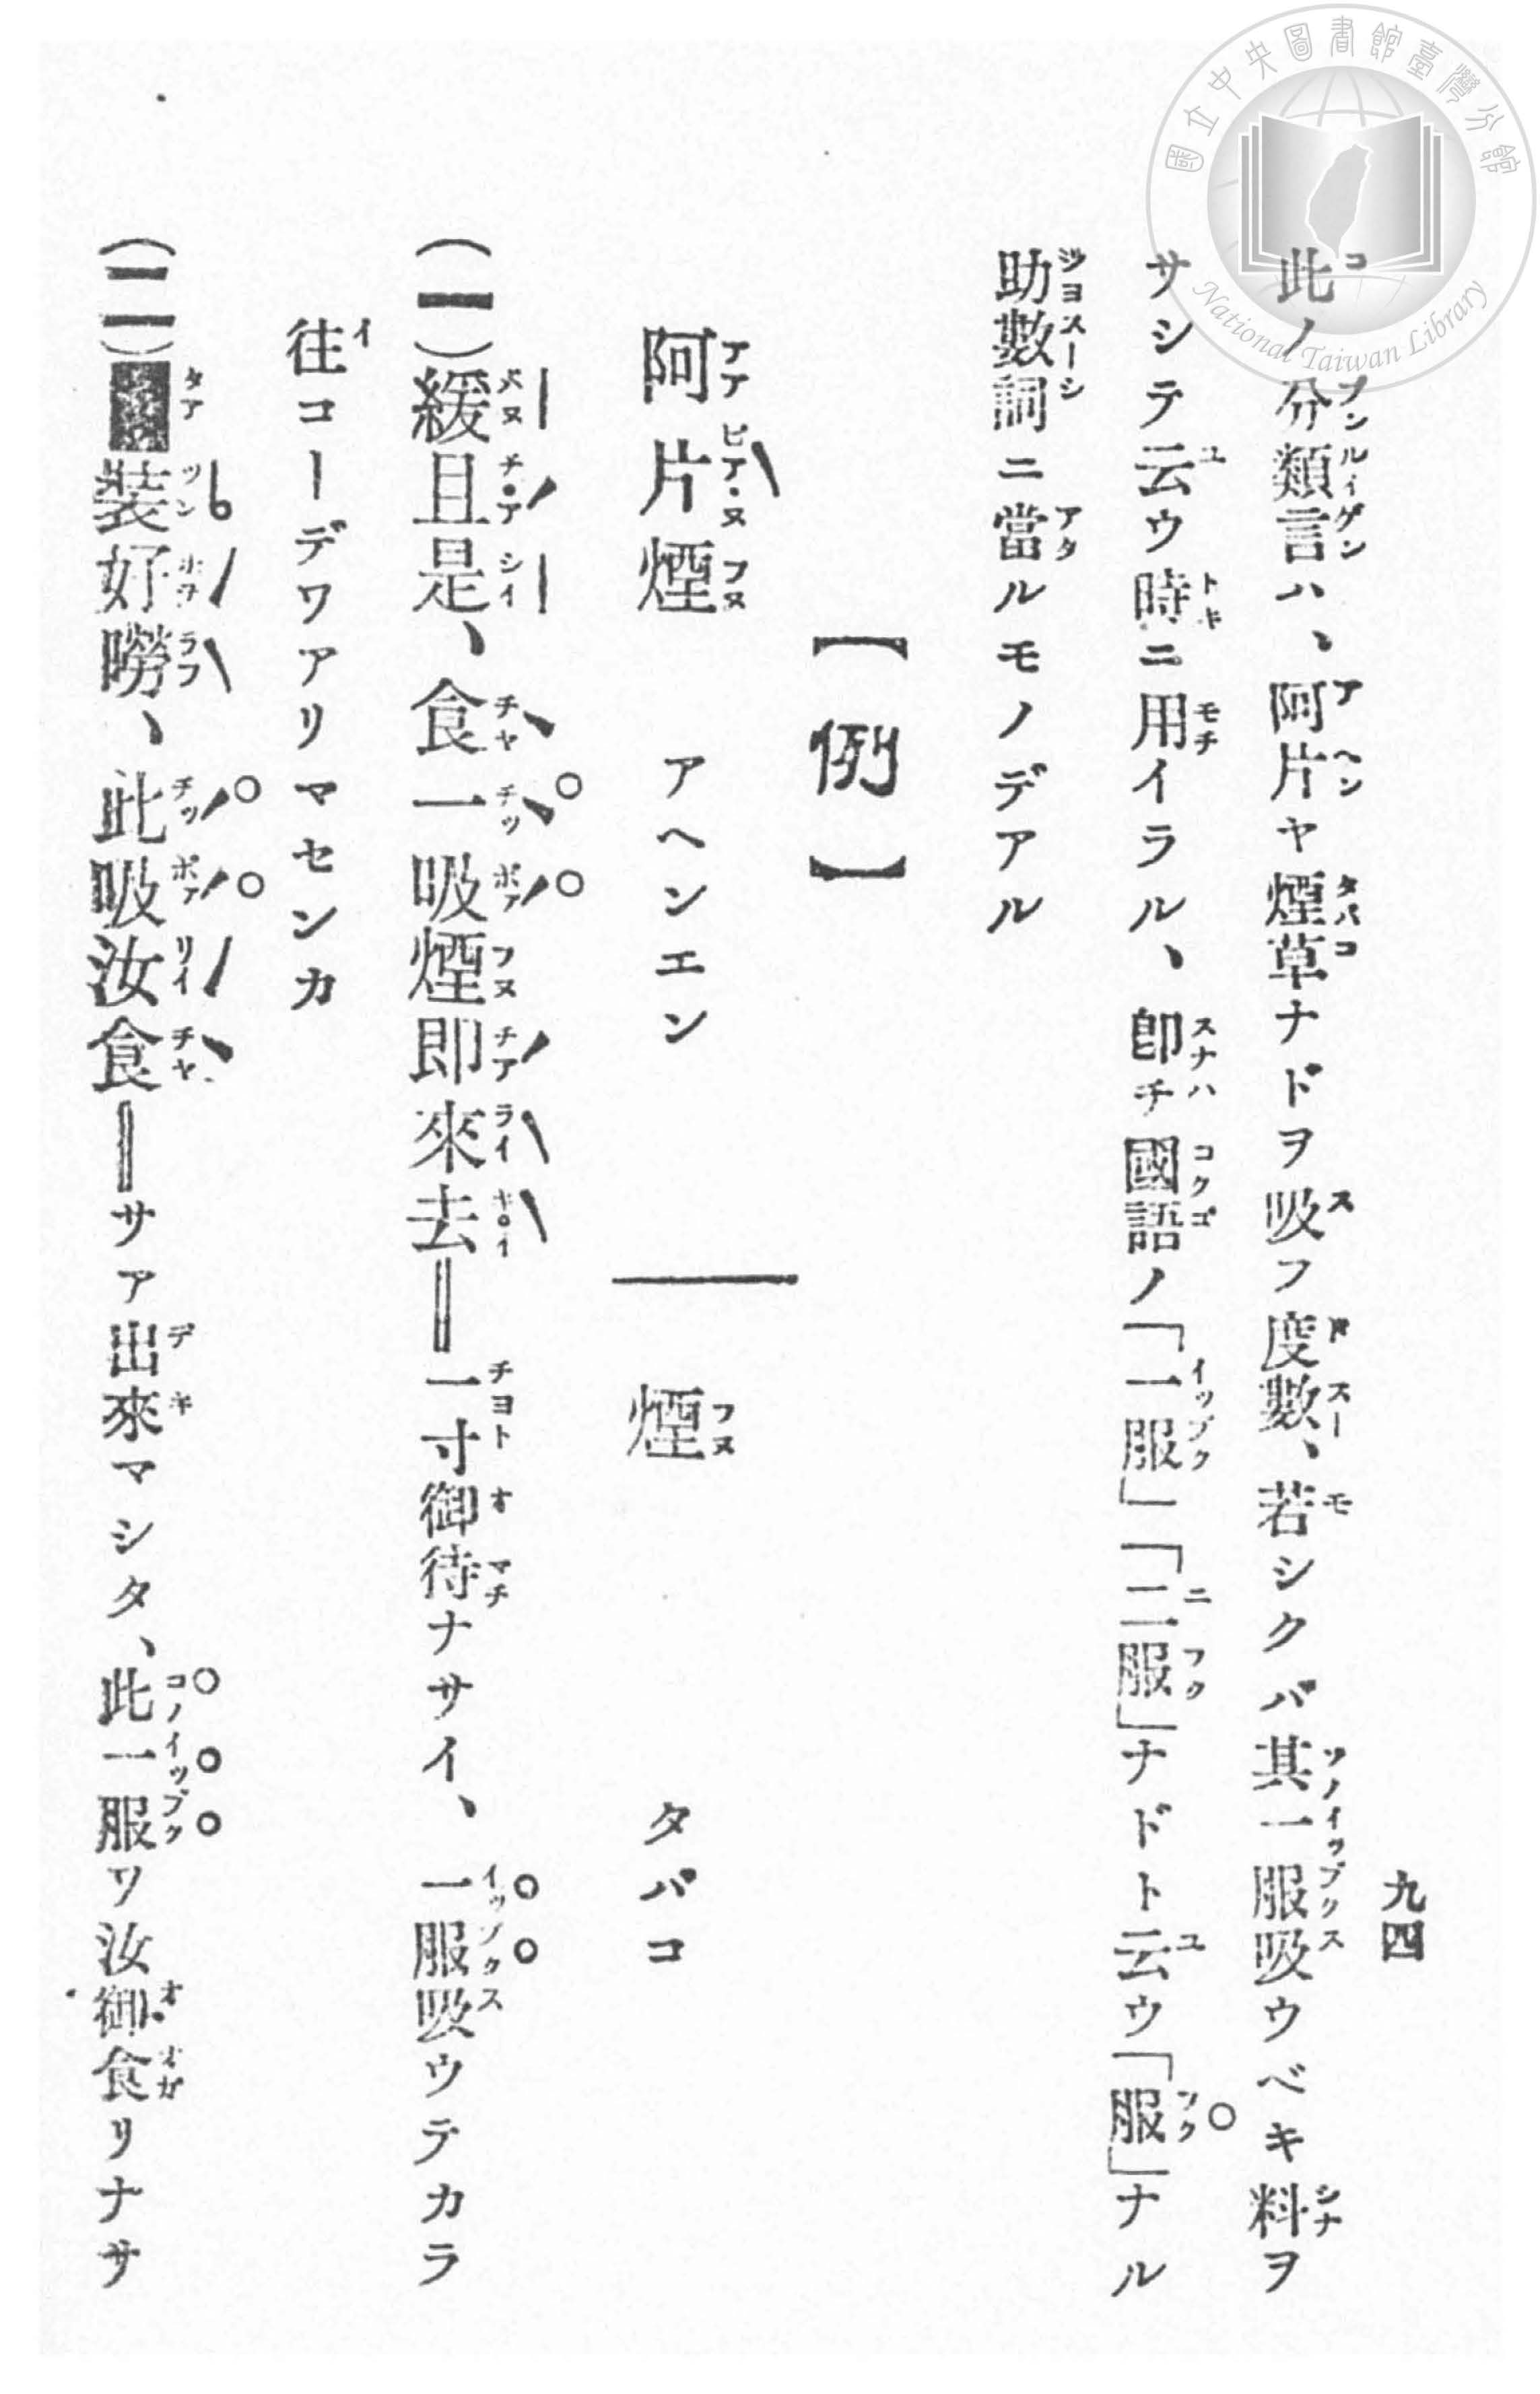 國立中央圖書館臺灣分館
National Taiwan Library
九四
此ノ分類言ハ、阿片ヤ煙草ナドヲ吸フ度數、若シクバ其一服吸ウベキ料ヲ
サシテ云ウ時ニ用イラル、卽チ國語ノ「一服」「二服」ナドト云ウ「服」ナル
助數詞ニ當ルモノデアル
【例】
阿片煙 アヘンエン 煙 タバコ
(一)緩且是、食一吸煙即來去=一寸御待ナサイ、一服吸ウテカラ
往コーデワアリマセンカ
(二)裝好嘮、此吸汝食=サア出來マシタ、此一服ワ汝御食リナサ